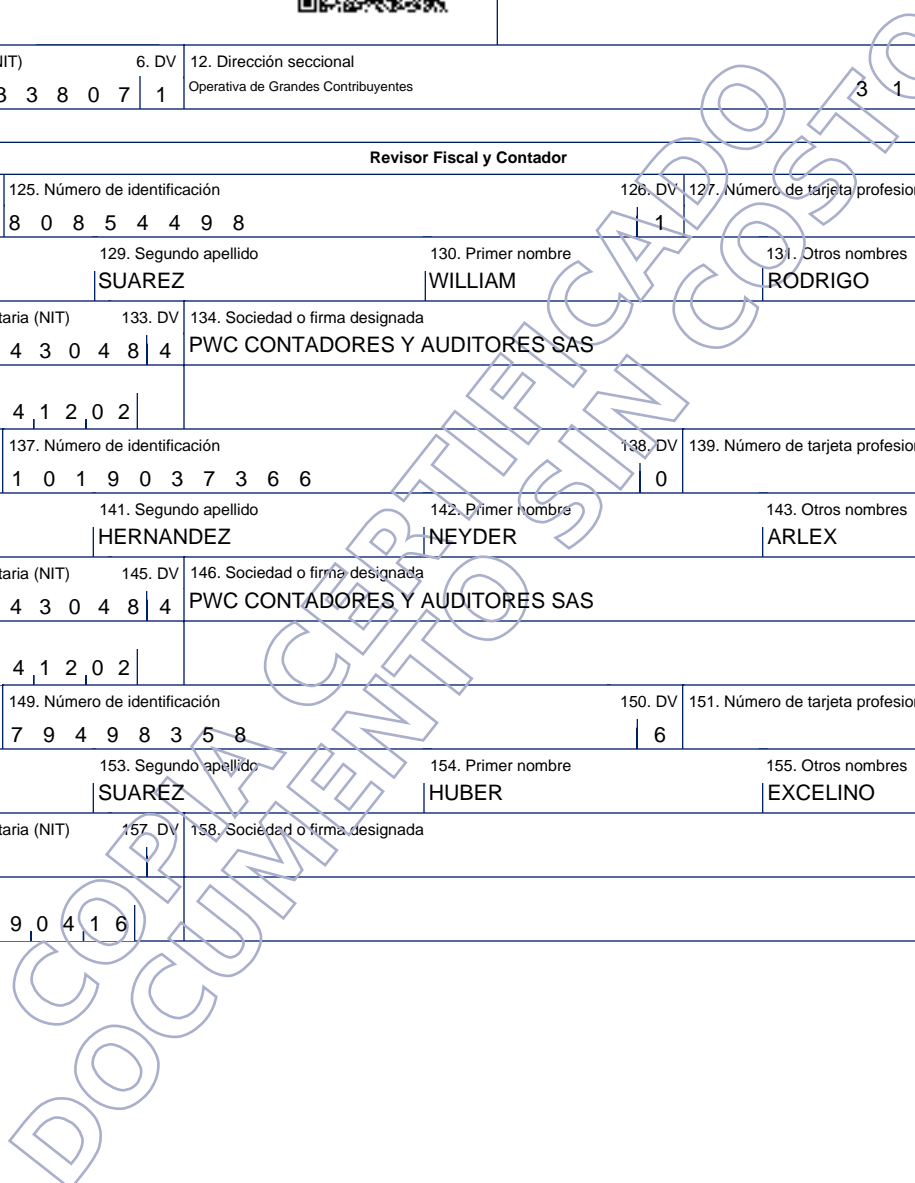 NIT) 6. DV 12. Dirección seccional
3 3 8 0 7 1 Operativa de Grandes Contribuyentes 3 1
Revisor Fiscal y Contador
125. Número de identificación 126. DV 127. Número de tarjeta profesion
8 0 8 5 4 4 9 8 1
129. Segundo apellido 130. Primer nombre 131. Otros nombres
SUAREZ WILLIAM RODRIGO
taria (NIT) 133. DV 134. Sociedad o firma designada
4 3 0 4 8 4 PWC CONTADORES Y AUDITORES SAS
4 1 2 0 2
137. Número de identificación 138. DV 139. Número de tarjeta profesion
1 0 1 9 0 3 7 3 6 6 0
141. Segundo apellido 142. Primer nombre 143. Otros nombres
HERNANDEZ NEYDER ARLEX
taria (NIT) 145. DV 146. Sociedad o firma designada
4 3 0 4 8 4 PWC CONTADORES Y AUDITORES SAS
4 1 2 0 2
149. Número de identificación 150. DV 151. Número de tarjeta profesion
7 9 4 9 8 3 5 8 6
153. Segundo apellido 154. Primer nombre 155. Otros nombres
SUAREZ HUBER EXCELINO
taria (NIT) 157. DV 158. Sociedad o firma designada
9 0 4 1 6
COPIA CERTIFICADO
DOCUMENTO SIN COSTO